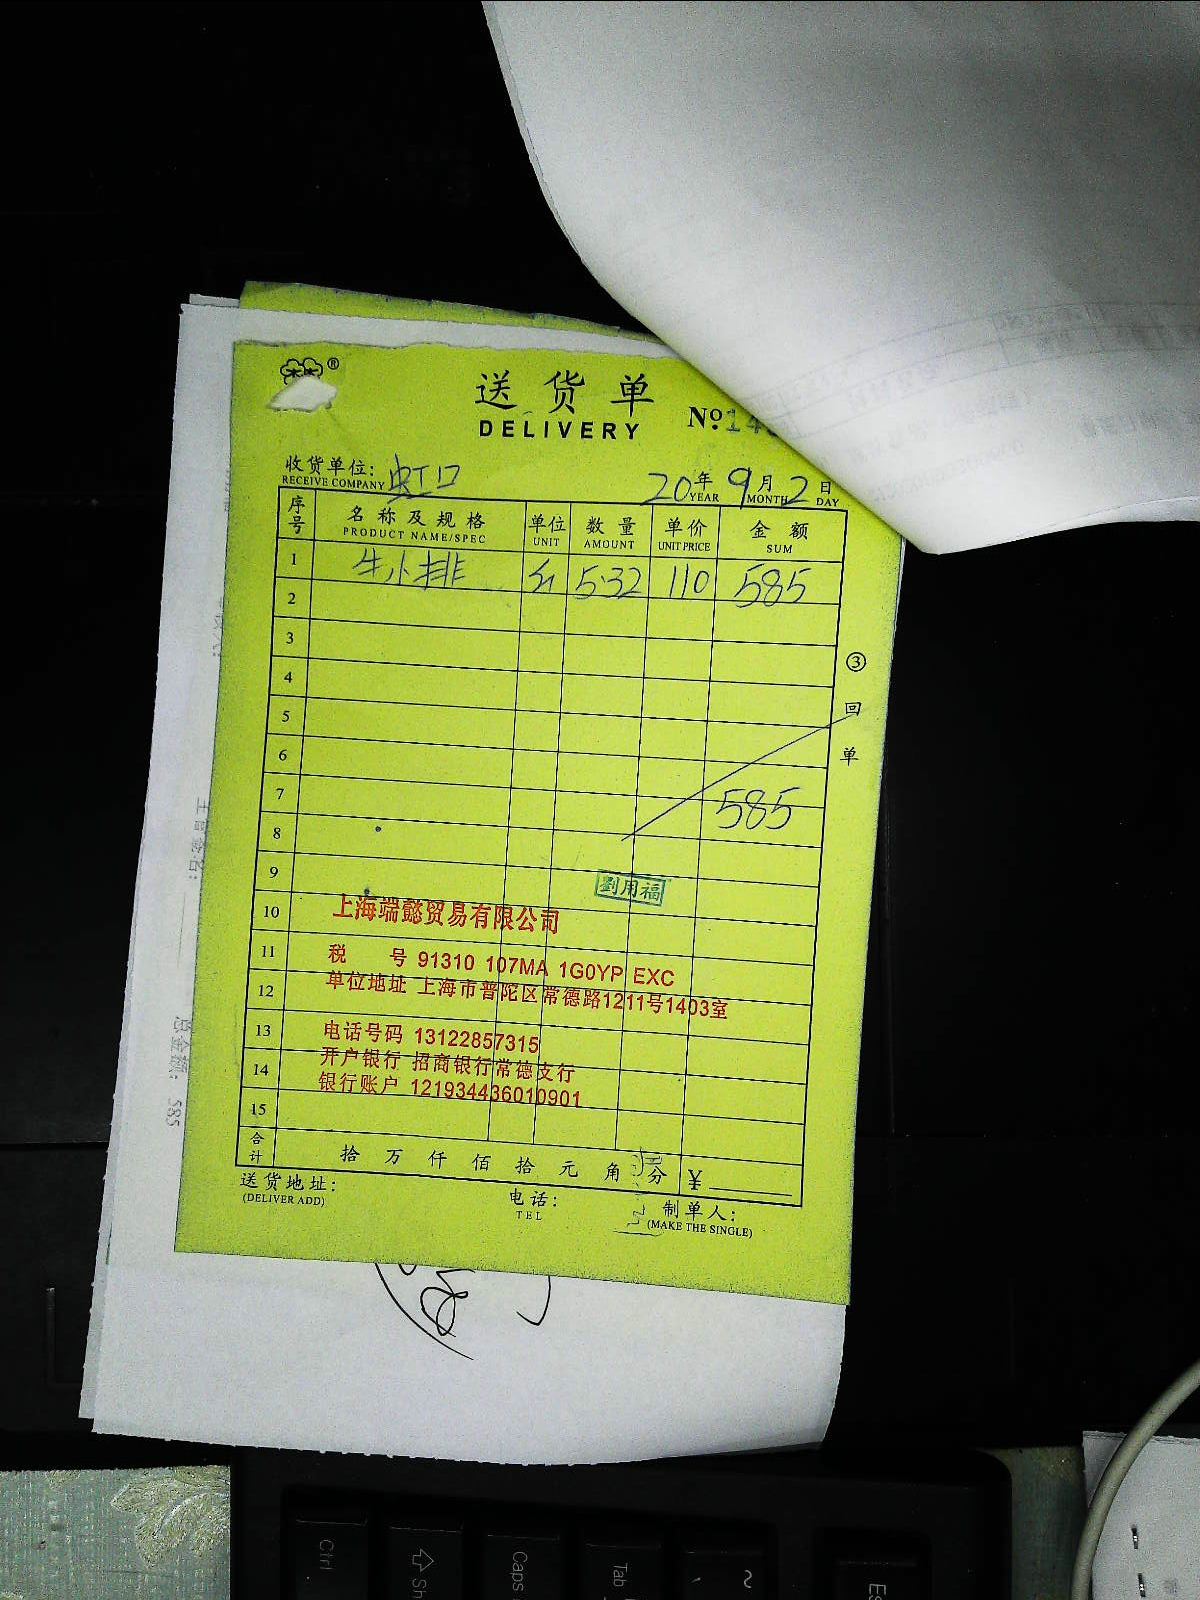 ®
送货单
DELIVERY
No 14
收货单位: 虹口
RECEIVE COMPANY
20年 9月 2日
YEAR MONTH DAY
序号 名称及规格 单位 数量 单价 金额
PRODUCT NAME/SPEC UNIT AMOUNT UNIT PRICE SUM
1 牛小排 5.32 110 585
2
3
4
5
6
7 585
8
9
劉用福
10
上海端懿贸易有限公司
11
税 号 91310 107MA 1G0YP EXC
12
单位地址 上海市普陀区常德路1211号1403室
13
电话号码 13122857315
开户银行 招商银行常德支行
14
银行账户 121934436010901
15
合计 拾 万 仟 佰 拾 元 角 分 ¥
送货地址: 电话: 制单人:
(DELIVER ADD) TEL (MAKE THE SINGLE)
③回单
总金额: 585
Ctrl
Sh
Caps
Tab
Es